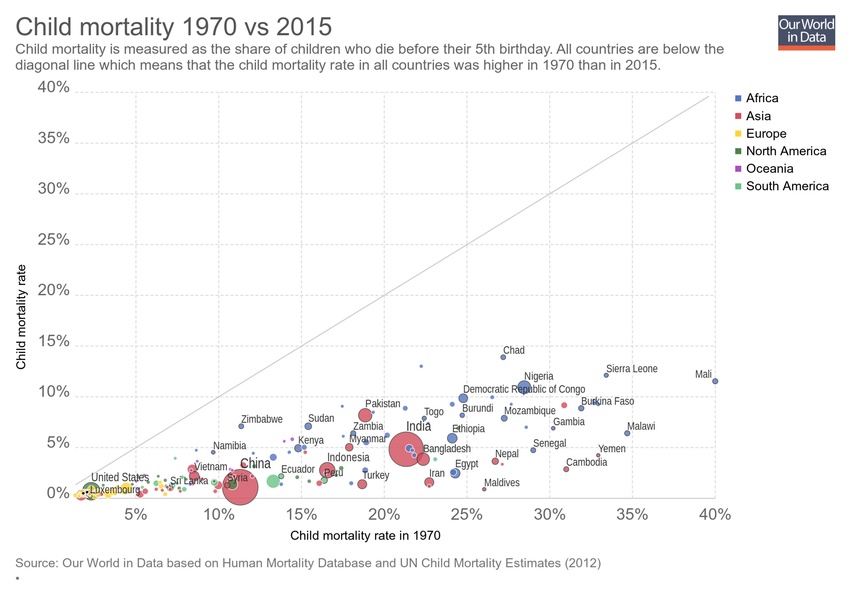 Child mortality 1970 vs 2015
Child mortality is measured as the share of children who die before their 5th birthday. All countries are below the
diagonal line which means that the child mortality rate in all countries was higher in 1970 than in 2015.
Our World
in Data
40%
35%
30%
25%
20%
15%
10%
5%
0%
Child mortality rate
Africa
Asia
Europe
North America
Oceania
South America
Chad
Sierra Leone
Mali
Nigeria
Democratic Republic of Congo
Burkina Faso
Pakistan
Togo
Burundi
Mozambique
Zimbabwe
Sudan
Zambia
India
Ethiopia
Gambia
Malawi
Namibia
Kenya
Myanmar
Bangladesh
Senegal
Yemen
Vietnam
China
Indonesia
Nepal
Cambodia
United States
Sri Lanka
Syria
Ecuador
Peru
Turkey
Iran
Egypt
Maldives
Luxembourg
5%
10%
15%
20%
25%
30%
35%
40%
Child mortality rate in 1970
Source: Our World in Data based on Human Mortality Database and UN Child Mortality Estimates (2012)